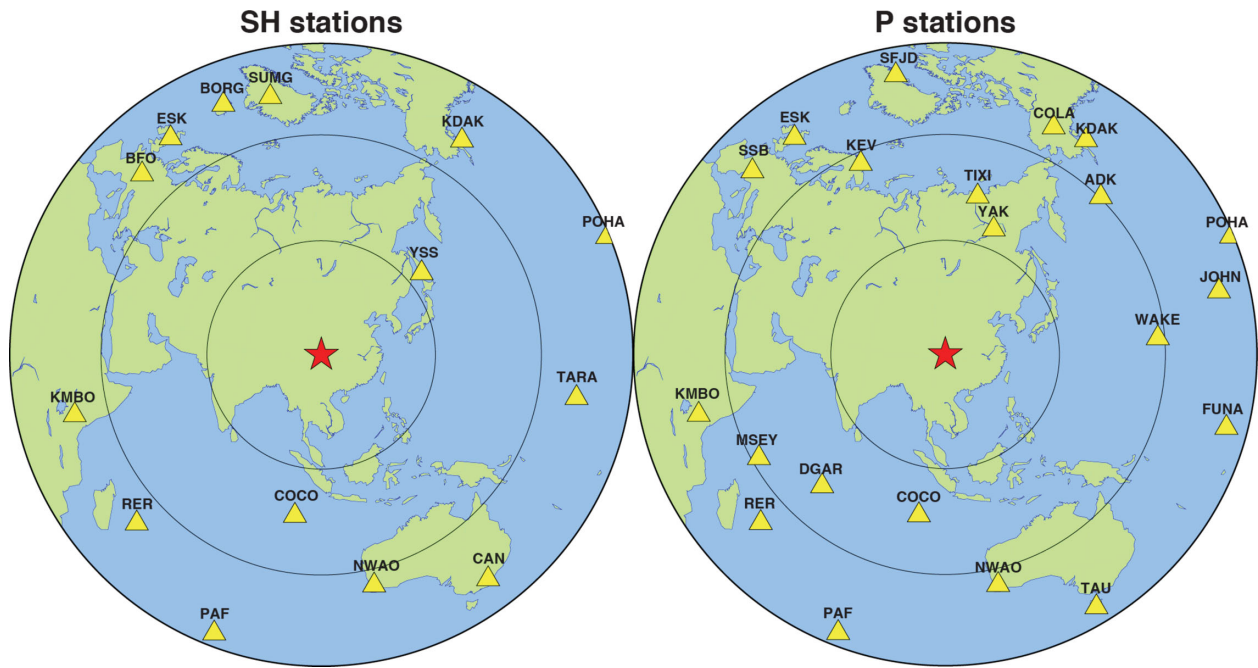 SH stations
SUMG
BORG
ESK
KDAK
BFO
POHA
YSS
TARA
KMBO
RER
COCO
NWAO
CAN
PAF
P stations
SFJD
COLA
ESK
KDAK
KEV
SSB
TIXI
ADK
YAK
POHA
JOHN
WAKE
KMBO
FUNA
MSEY
DGAR
RER
COCO
NWAO
TAU
PAF